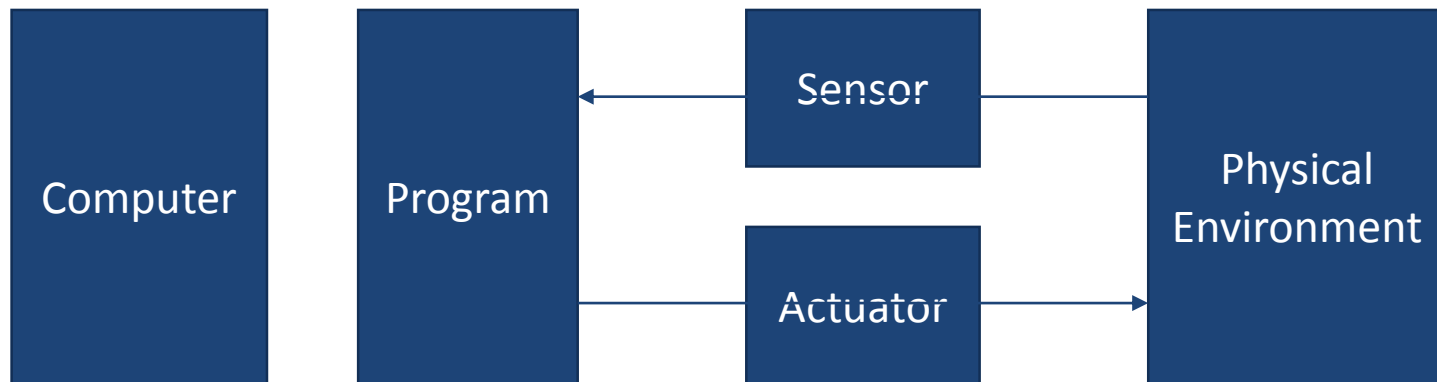 Computer
Program
Sensor
Actuator
Physical
Environment